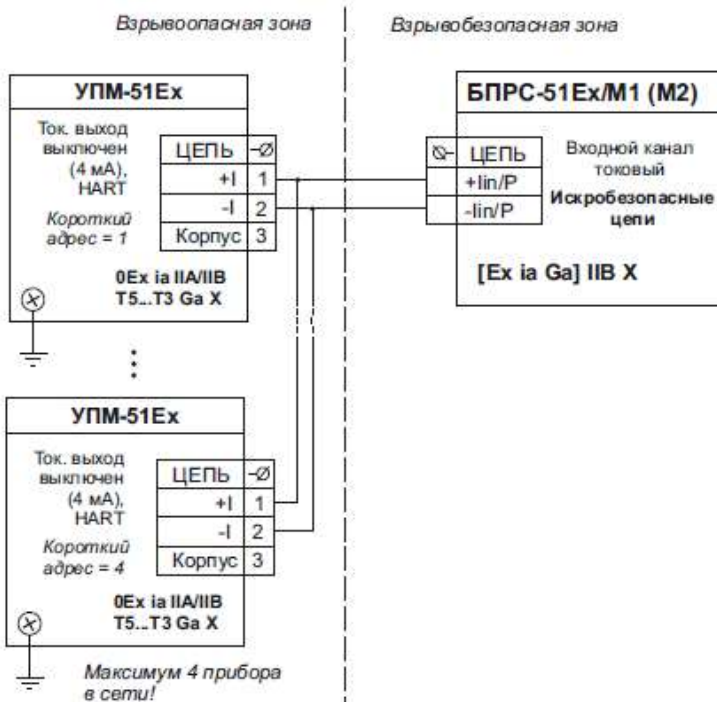 Взрывоопасная зона
Взрывобезопасная зона
УПМ-51Ex
Ток. выход
выключен
(4 мА),
HART
Короткий
адрес = 1
ЦЕПЬ
+I 1
-I 2
Корпус 3
0Ex ia IIA/IIB
T5...T3 Ga X
БПРС-51Ex/М1 (М2)
ЦЕПЬ
+Iin/P
-Iin/P
Входной канал
токовый
Искробезопасные
цепи
[Ex ia Ga] IIB X
УПМ-51Ex
Ток. выход
выключен
(4 мА),
HART
Короткий
адрес = 4
ЦЕПЬ
+I 1
-I 2
Корпус 3
0Ex ia IIA/IIB
T5...T3 Ga X
Максимум 4 прибора
в сети!